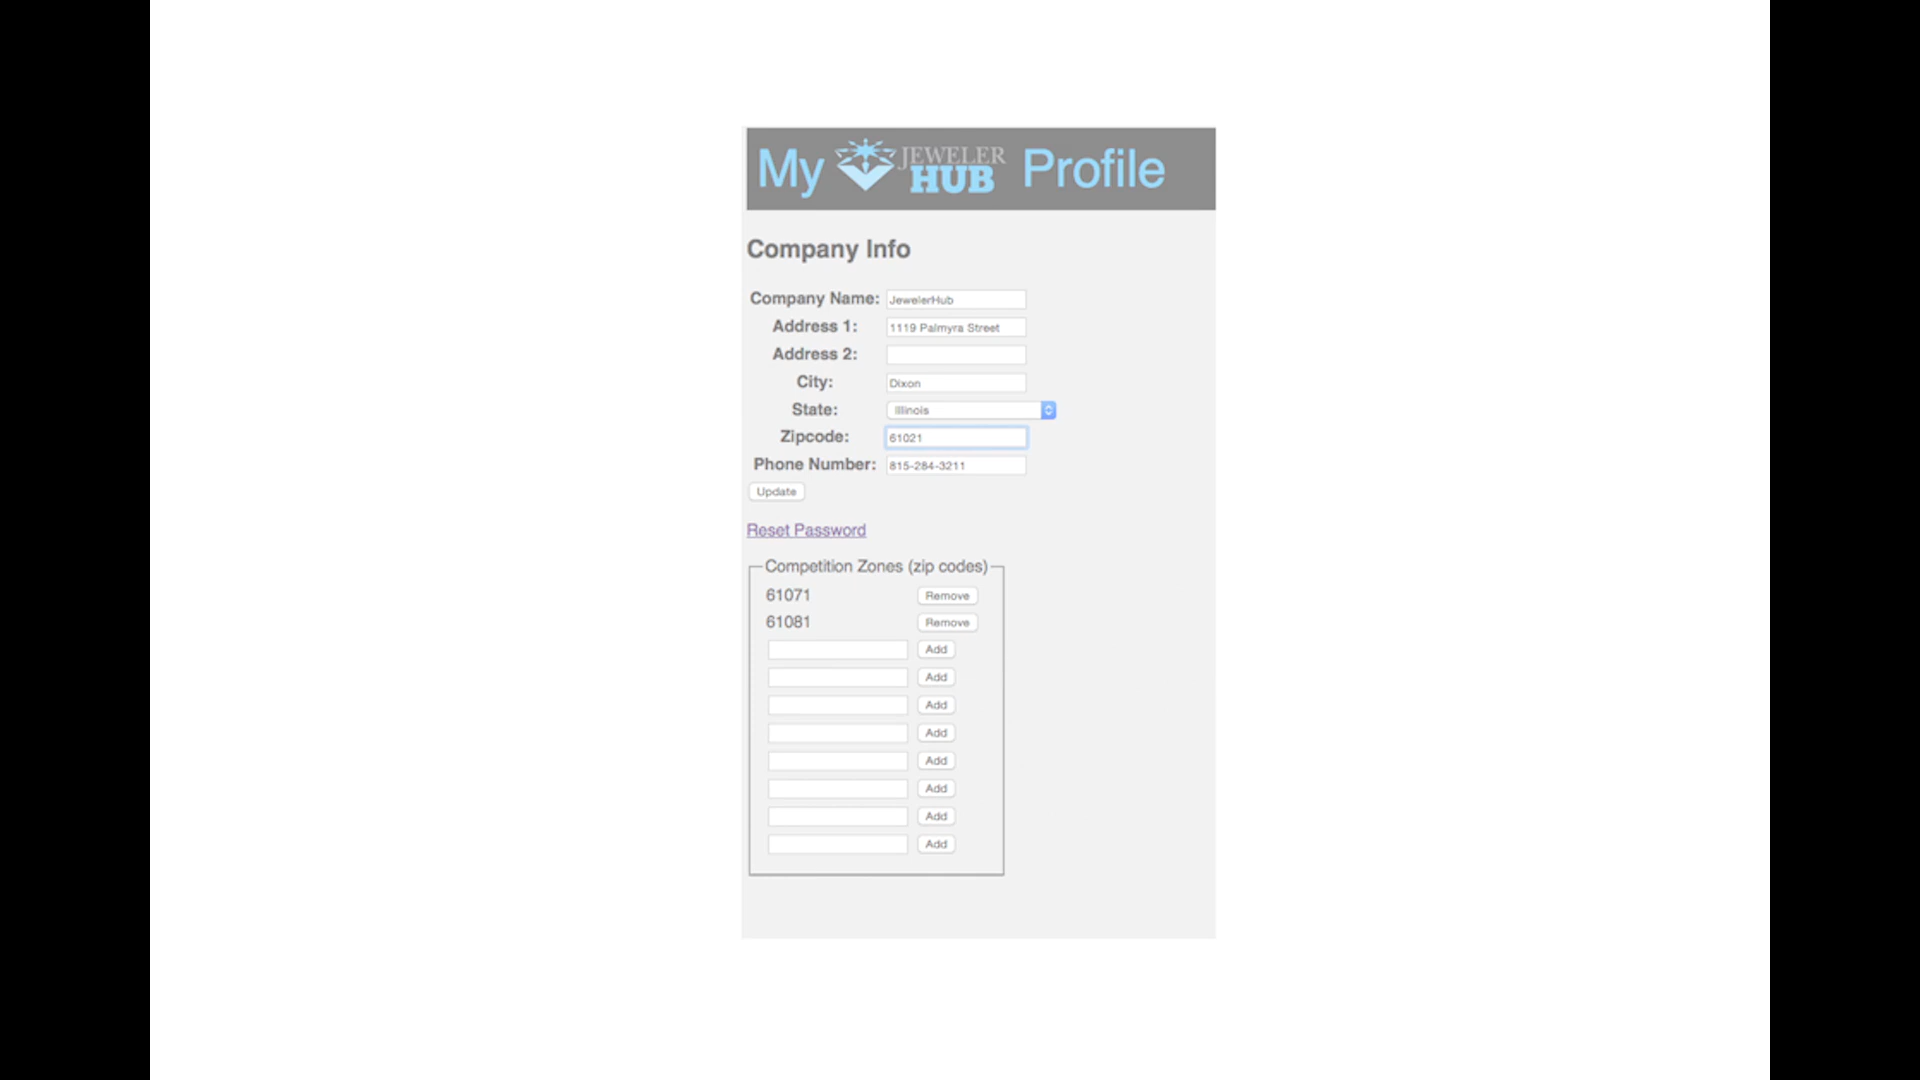 My JEWELER HUB Profile
Company Info
Company Name: JewelerHub
Address 1: 1119 Palmyra Street
Address 2:
City: Dixon
State: Illinois
Zipcode: 61021
Phone Number: 815-284-3211
Update
Reset Password
Competition Zones (zip codes)
61071 Remove
61081 Remove
Add
Add
Add
Add
Add
Add
Add
Add